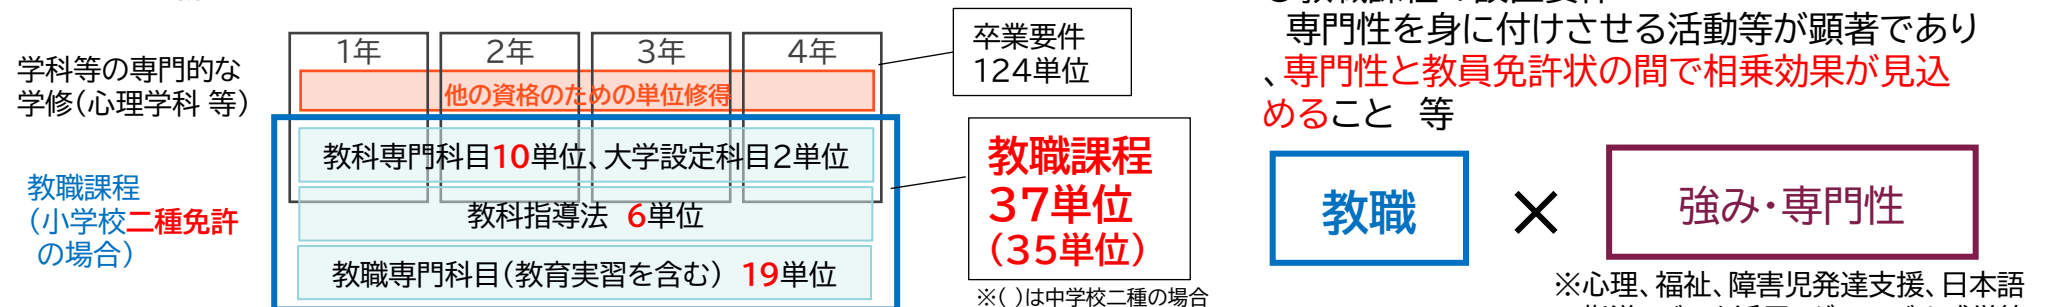 学科等の専門的な
学修(心理学科 等)
1年 2年 3年 4年
他の資格のための単位修得
卒業要件
124単位
教職課程
(小学校二種免許
の場合)
教科専門科目10単位、大学設定科目2単位
教科指導法 6単位
教職専門科目(教育実習を含む) 19単位
教職課程
37単位
(35単位)
※( )は中学校二種の場合
専門性を身に付けさせる活動等が顕著であり
、専門性と教員免許状の間で相乗効果が見込
めること 等
教職 × 強み・専門性
※心理、福祉、障害児発達支援、日本語